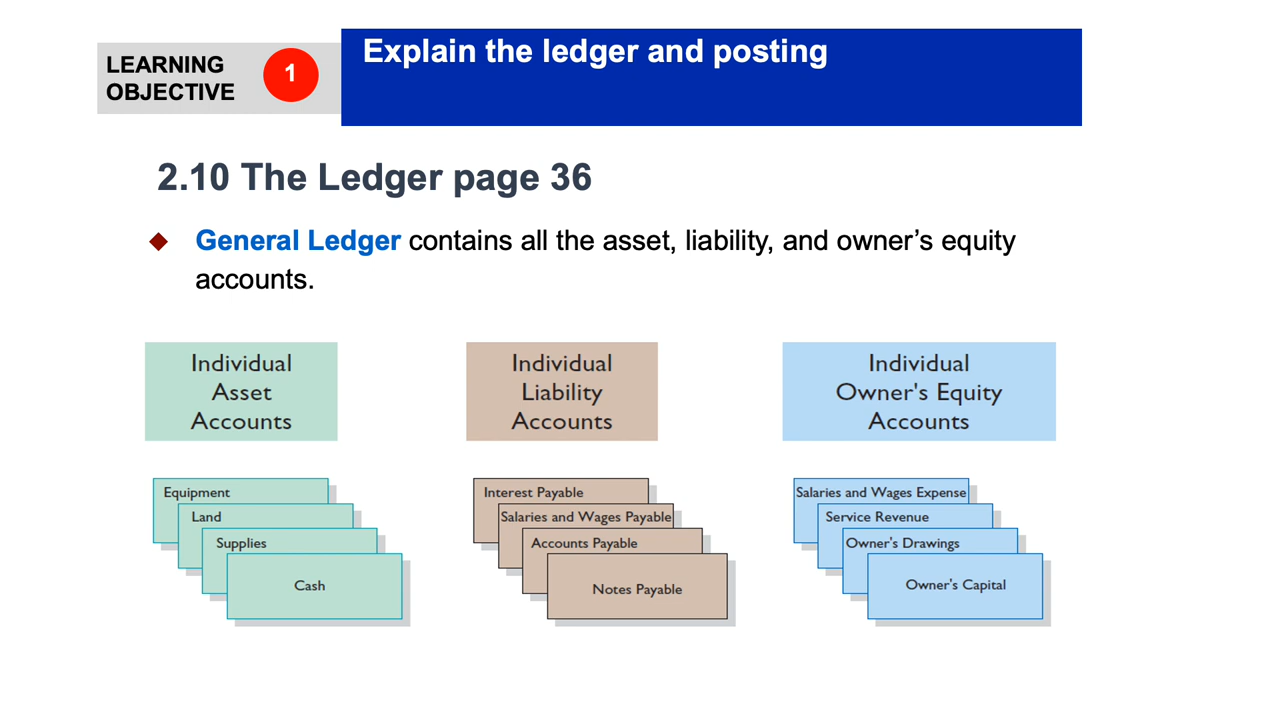 LEARNING
OBJECTIVE
1
Explain the ledger and posting
2.10 The Ledger page 36
General Ledger contains all the asset, liability, and owner’s equity
accounts.
Individual
Asset
Accounts
Individual
Liability
Accounts
Individual
Owner's Equity
Accounts
Equipment
Land
Supplies
Cash
Interest Payable
Salaries and Wages Payable
Accounts Payable
Notes Payable
Salaries and Wages Expense
Service Revenue
Owner's Drawings
Owner's Capital